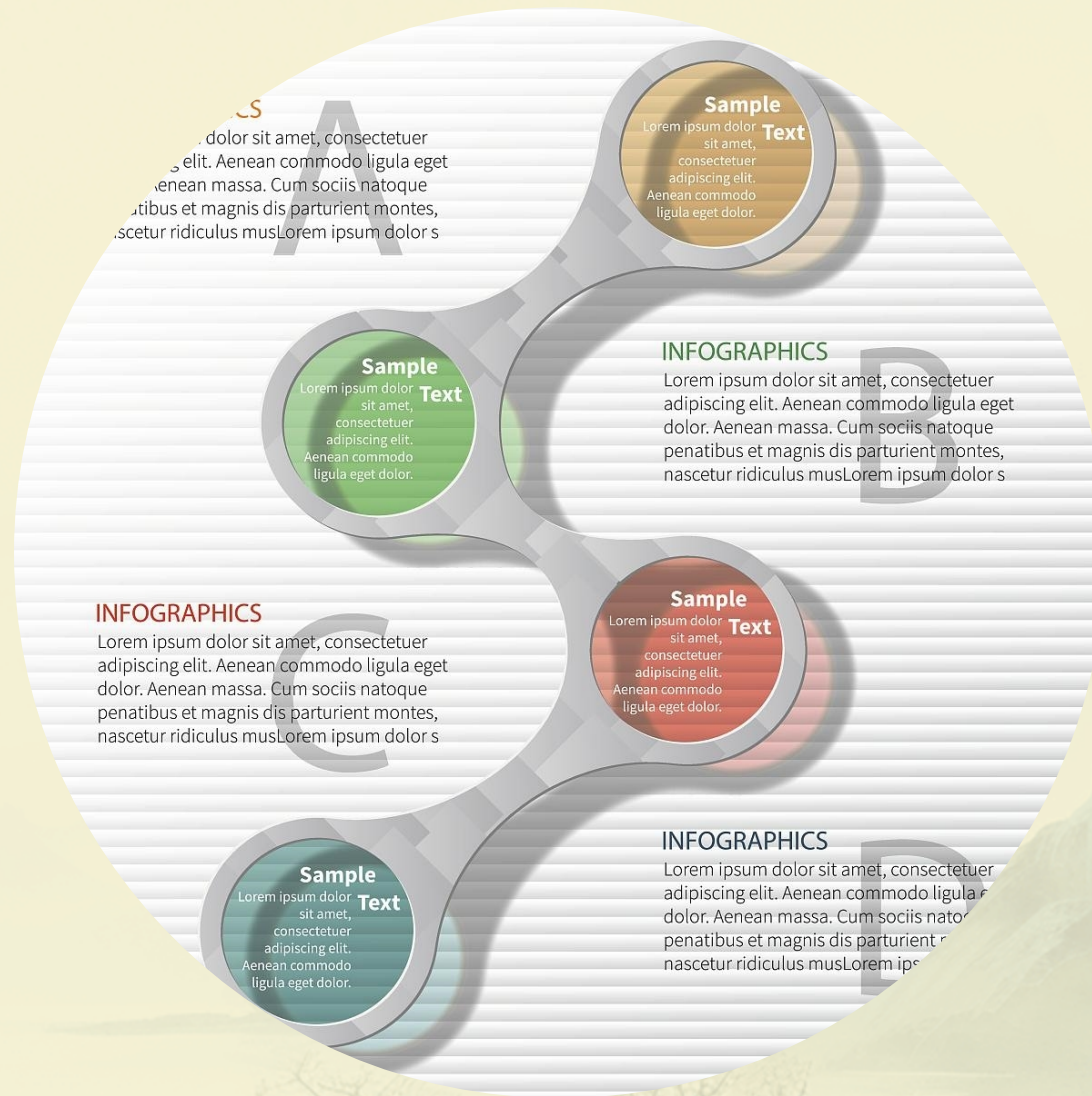 A
dolor sit amet, consectetuer
elit. Aenean commodo ligula eget
Aenean massa. Cum sociis natoque
et magnis dis parturient montes,
ridiculus musLorem ipsum dolor s
Sample
Text
Lorem ipsum dolor
sit amet,
consectetuer
adipiscing elit.
Aenean commodo
ligula eget dolor.
Sample
Text
Lorem ipsum dolor
sit amet,
consectetuer
adipiscing elit.
Aenean commodo
ligula eget dolor.
INFOGRAPHICS
B
Lorem ipsum dolor sit amet, consectetuer
adipiscing elit. Aenean commodo ligula eget
dolor. Aenean massa. Cum sociis natoque
penatibus et magnis dis parturient montes,
nascetur ridiculus musLorem ipsum dolor s
INFOGRAPHICS
C
Lorem ipsum dolor sit amet, consectetuer
adipiscing elit. Aenean commodo ligula eget
dolor. Aenean massa. Cum sociis natoque
penatibus et magnis dis parturient montes,
nascetur ridiculus musLorem ipsum dolor s
Sample
Text
Lorem ipsum dolor
sit amet,
consectetuer
adipiscing elit.
Aenean commodo
ligula eget dolor.
INFOGRAPHICS
D
Lorem ipsum dolor sit amet, consectetuer
adipiscing elit. Aenean commodo ligula
dolor. Aenean massa. Cum sociis
penatibus et magnis dis parturient
nascetur ridiculus musLorem
Sample
Text
Lorem ipsum dolor
sit amet,
consectetuer
adipiscing elit.
Aenean commodo
ligula eget dolor.